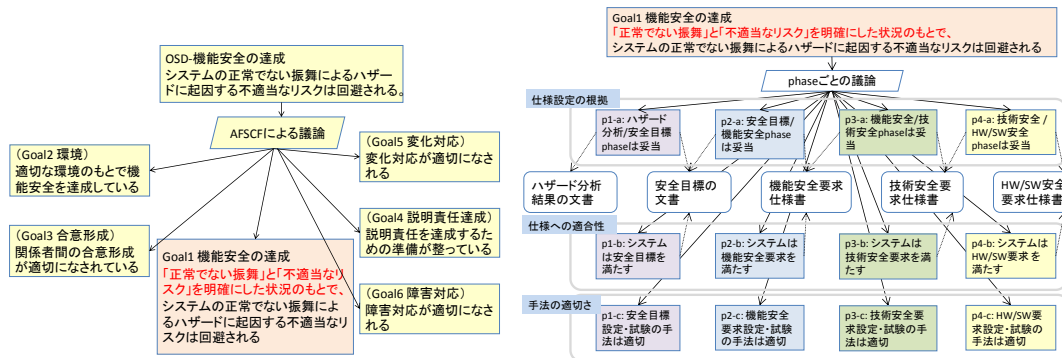 OSD-機能安全の達成
システムの正常でない振舞によるハザー
ドに起因する不適当なリスクは回避される。
AFSCFによる議論
(Goal2 環境)
適切な環境のもとで機
能安全を達成している
(Goal5 変化対応)
変化対応が適切になさ
れる
(Goal3 合意形成)
関係者間の合意形成
が適切になされている
(Goal4 説明責任達成)
説明責任を達成するた
めの準備が整っている
Goal1 機能安全の達成
「正常でない振舞」と「不適当なリ
スク」を明確にした状況のもとで、
システムの正常でない振舞によ
るハザードに起因する不適当なリ
スクは回避される
(Goal6 障害対応)
障害対応が適切になさ
れる
Goal1 機能安全の達成
「正常でない振舞」と「不適当なリスク」を明確にした状況のもとで、
システムの正常でない振舞によるハザードに起因する不適当なリスクは回避される
phaseごとの議論
仕様設定の根拠
p1-a: ハザード
分析/安全目標
phaseは妥当
p2-a: 安全目標/
機能安全phase
は妥当
p3-a: 機能安全/技
術安全phaseは妥
当
p4-a: 技術安全/
HW/SW安全
phaseは妥当
ハザード分析
結果の文書
安全目標の
文書
機能安全要求
仕様書
技術安全要
求仕様書
HW/SW安全
要求仕様書
仕様への適合性
p1-b: システム
は安全目標を
満たす
p2-b: システムは
機能安全要求を
満たす
p3-b: システムは
技術安全要求を満
たす
p4-b: システムは
HW/SW要求を
満たす
手法の適切さ
p1-c: 安全目標
設定・試験の手
法は適切
p2-c: 機能安全
要求設定・試験
の手法は適切
p3-c: 技術安全要
求設定・試験の手
法は適切
p4-c: HW/SW要
求設定・試験の
手法は適切